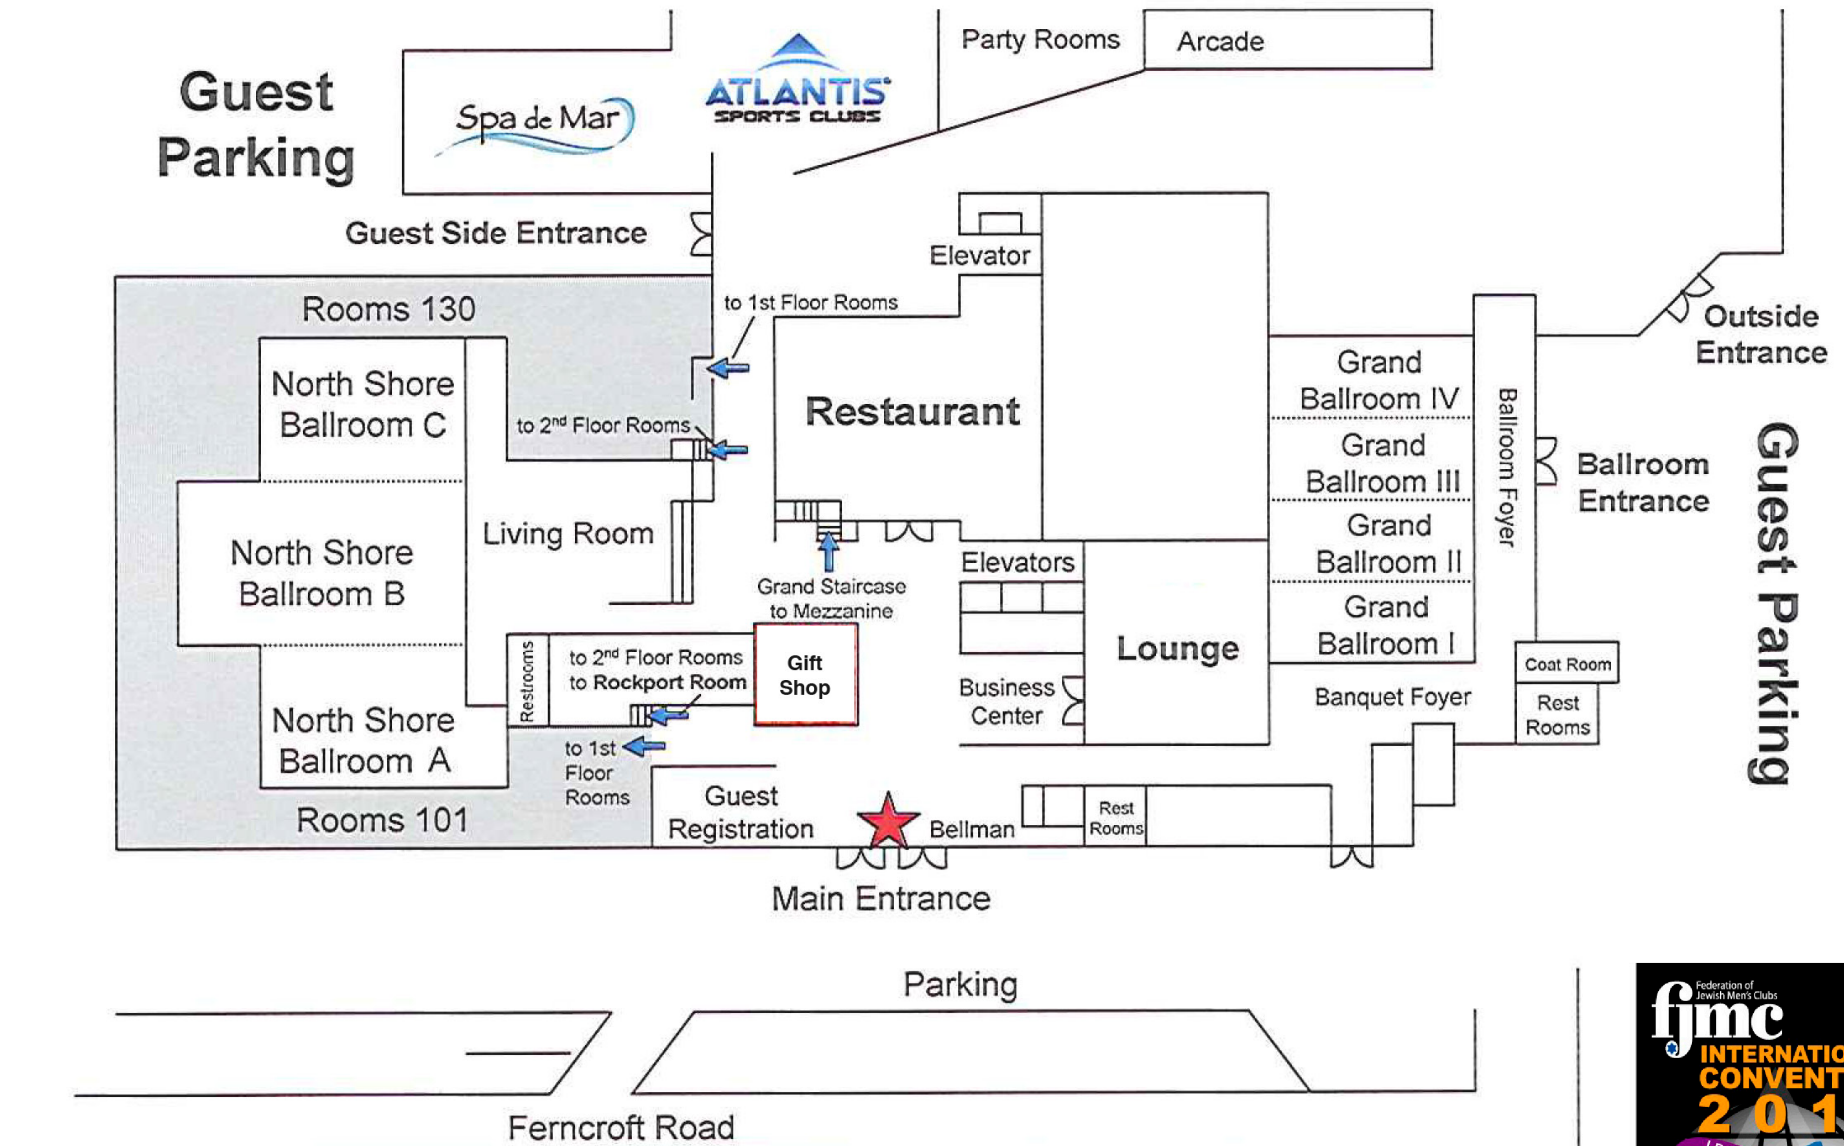 Party Rooms
Arcade
Guest
Parking
Spa de Mar
ATLANTIS
SPORTS CLUBS
Guest Side Entrance
Elevator
Rooms 130
to 1st Floor Rooms
Outside
Entrance
North Shore
Ballroom C
to 2nd Floor Rooms
Restaurant
Grand
Ballroom IV
Grand
Ballroom III
Grand
Ballroom II
Grand
Ballroom I
Ballroom Foyer
Ballroom
Entrance
Guest Parking
Living Room
North Shore
Ballroom B
Elevators
Grand Staircase
to Mezzanine
Lounge
Restrooms
to 2nd Floor Rooms
to Rockport Room
Gift
Shop
Coat Room
Business
Center
Banquet Foyer
Rest
Rooms
North Shore
Ballroom A
to 1st
Floor
Rooms
Rooms 101
Guest
Registration
Bellman
Rest
Rooms
Main Entrance
Parking
Ferncroft Road
Federation of
Jewish Men's Clubs
fjmc
INTERNATIO
CONVENT
201